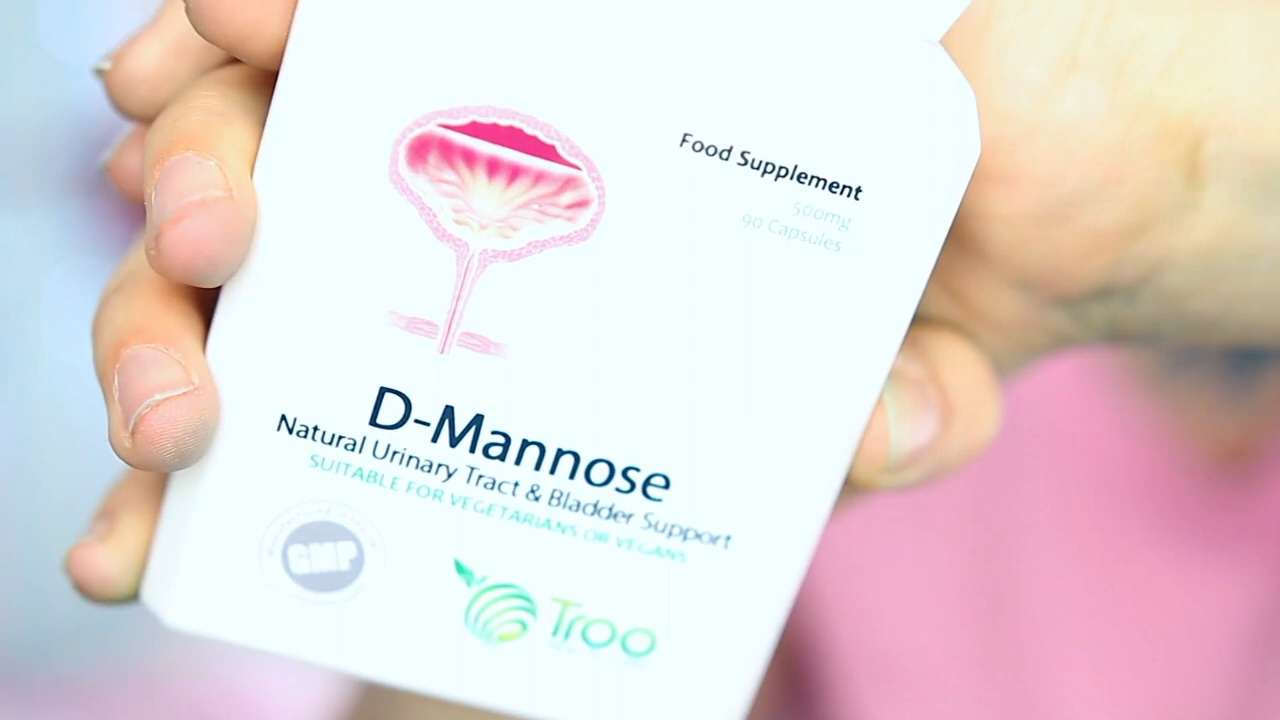 Food Supplement
500mg
90 Capsules
D-Mannose
Natural Urinary Tract & Bladder Support
SUITABLE FOR VEGETARIANS OR VEGANS
GMP
Troo